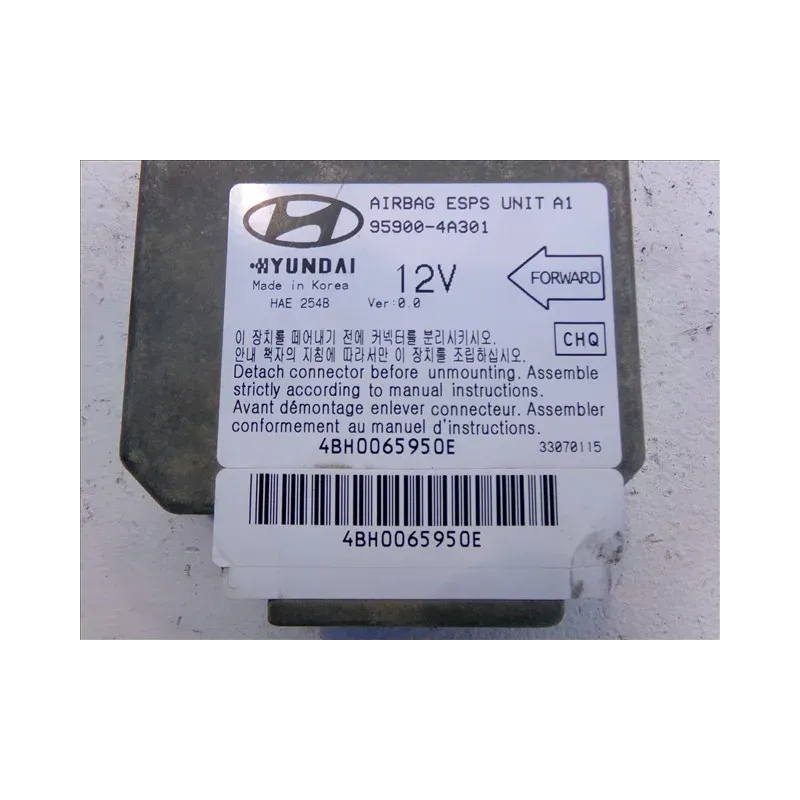 AIRBAG ESPS UNIT A1
95900-4A301
HYUNDAI
Made in Korea
HAE 254B
12V
Ver:0.0
FORWARD
CHQ
이 장치를 떼어내기 전에 커넥터를 분리시키시오.
안내 책자의 지침에 따라서만 이 장치를 조립하십시오.
Detach connector before unmounting. Assemble
strictly according to manual instructions.
Avant démontage enlever connecteur. Assembler
conformement au manuel d'instructions.
4BH0065950E
33070115
4BH0065950E